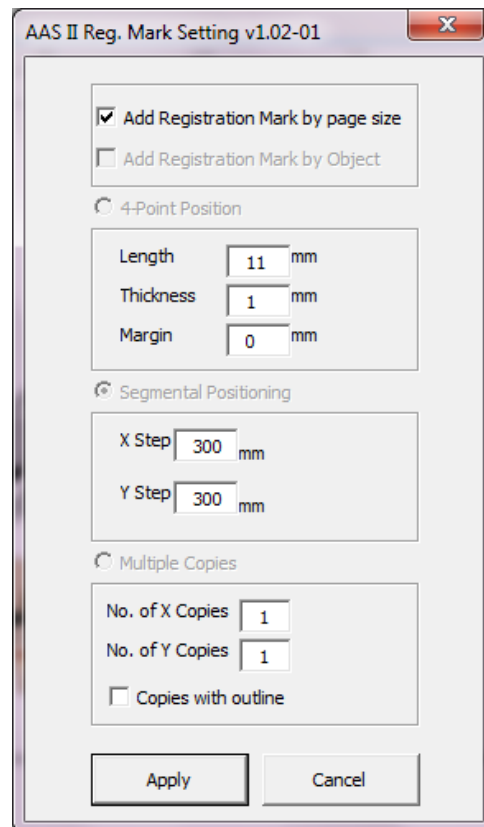 AAS II Reg. Mark Setting v1.02-01
Add Registration Mark by page size
Add Registration Mark by Object
4-Point Position
Length 11 mm
Thickness 1 mm
Margin 0 mm
Segmental Positioning
X Step 300 mm
Y Step 300 mm
Multiple Copies
No. of X Copies 1
No. of Y Copies 1
Copies with outline
Apply Cancel